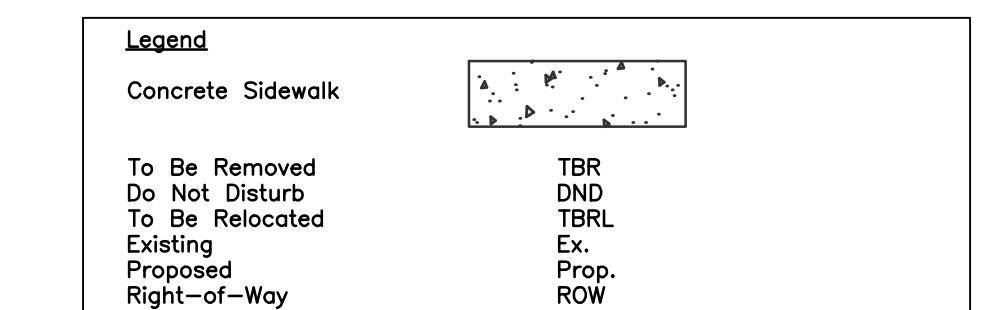 Legend
Concrete Sidewalk
To Be Removed TBR
Do Not Disturb DND
To Be Relocated TBRL
Existing Ex.
Proposed Prop.
Right-of-Way ROW